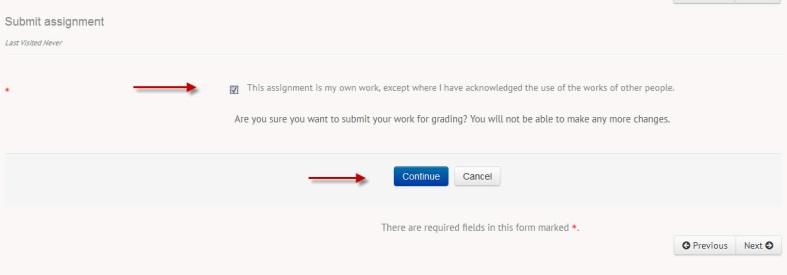 Submit assignment
Last Visited Never
* This assignment is my own work, except where I have acknowledged the use of the works of other people.
Are you sure you want to submit your work for grading? You will not be able to make any more changes.
Continue Cancel
There are required fields in this form marked *.
Previous Next